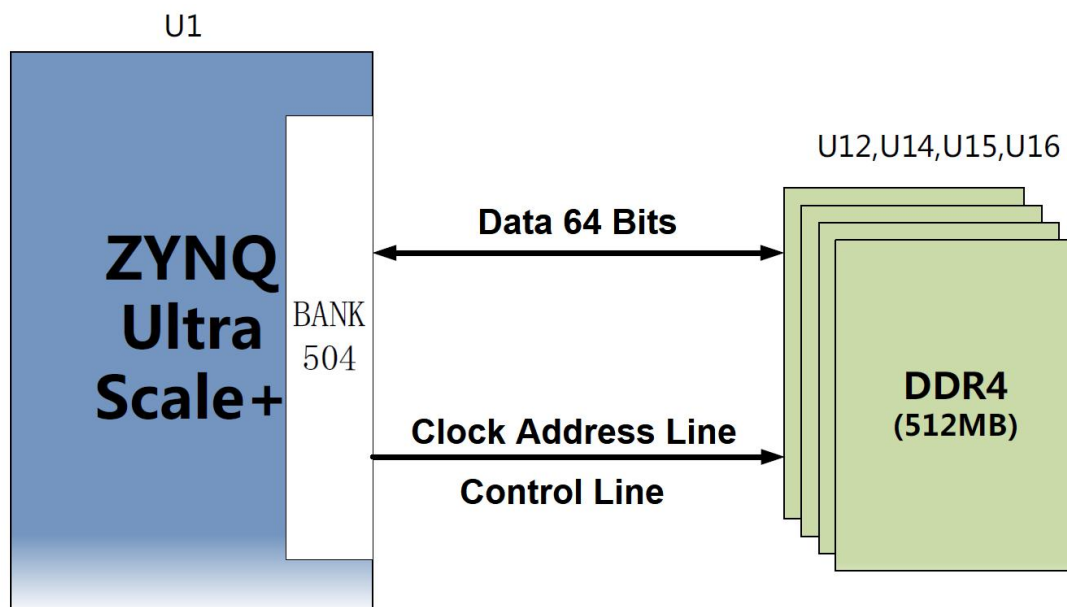 U1
U12,U14,U15,U16
Data 64 Bits
ZYNQ
Ultra
Scale+
BANK
504
DDR4
(512MB)
Clock Address Line
Control Line